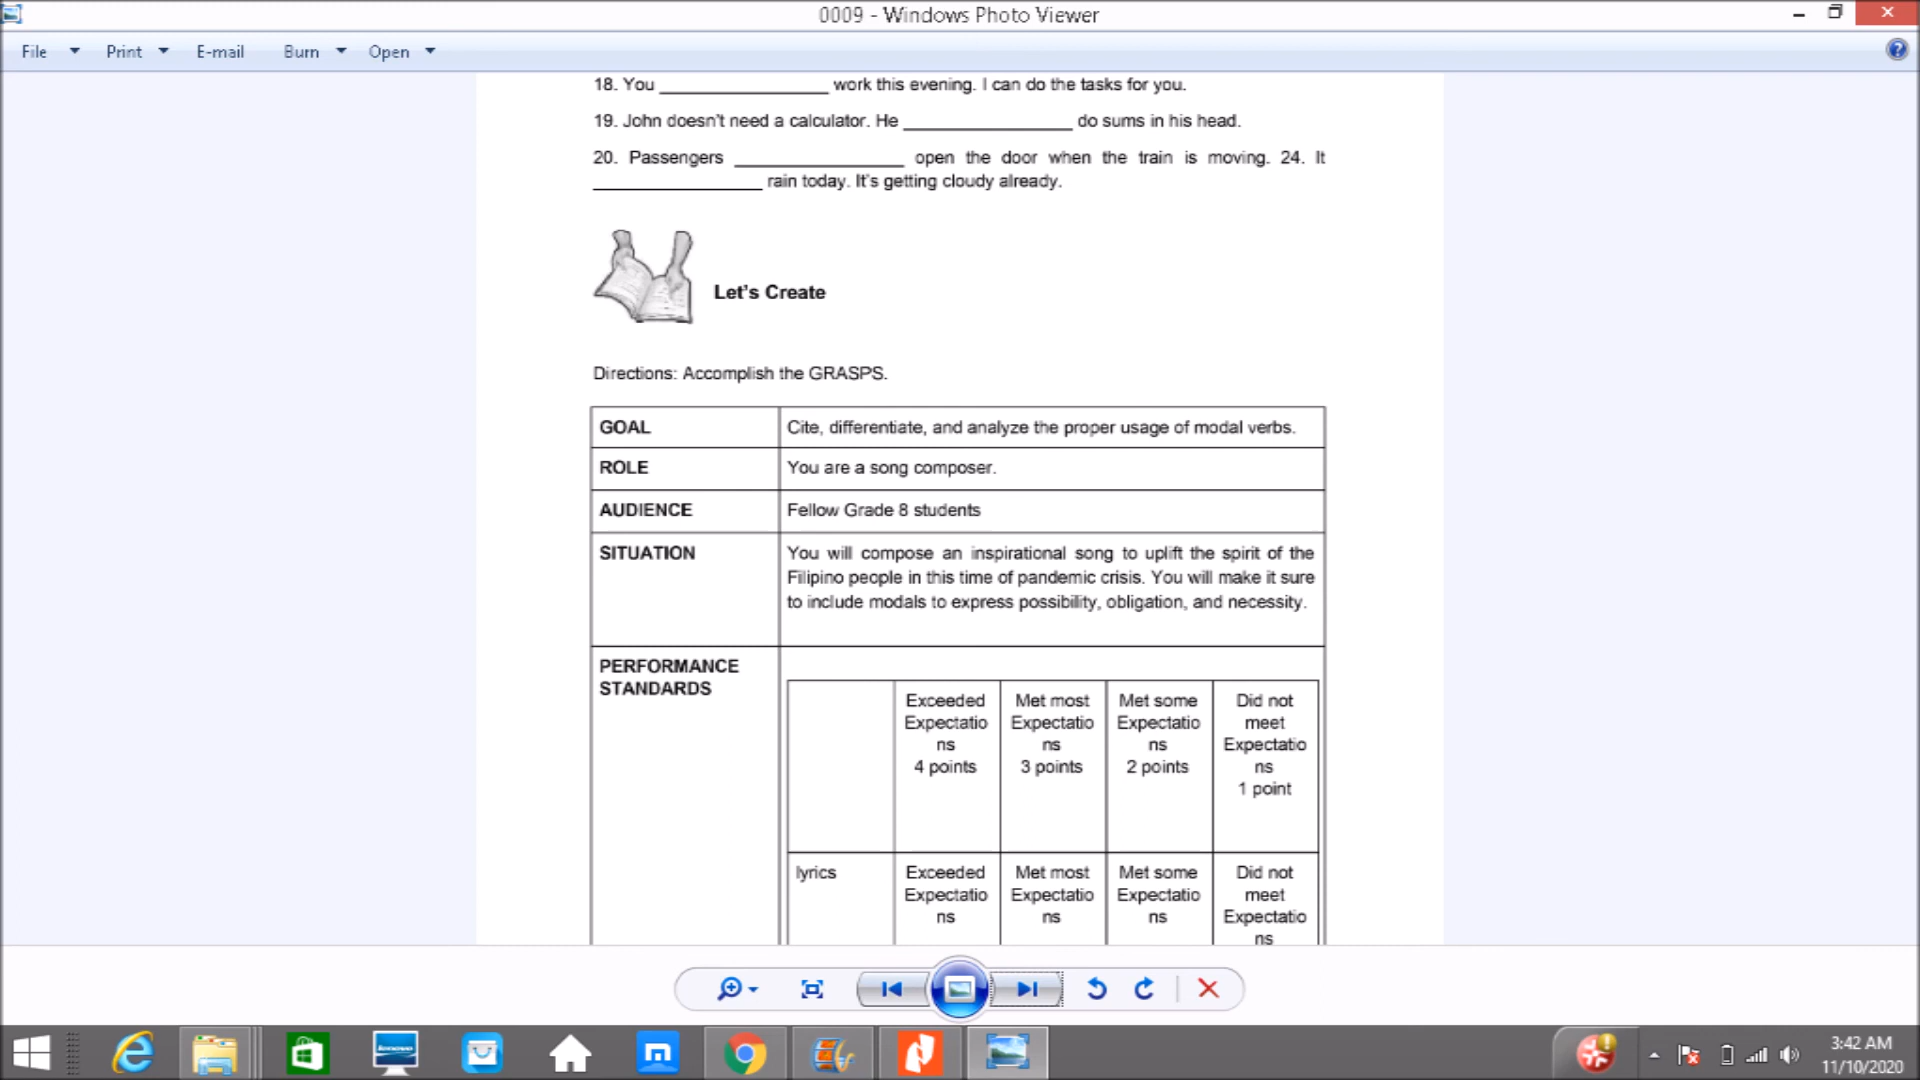 0009 - Windows Photo Viewer
File Print E-mail Burn Open
18. You _________________ work this evening. I can do the tasks for you.
19. John doesn't need a calculator. He _________________ do sums in his head.
20. Passengers _________________ open the door when the train is moving. 24. It
_________________ rain today. It's getting cloudy already.
Let's Create
Directions: Accomplish the GRASPS.
GOAL Cite, differentiate, and analyze the proper usage of modal verbs.
ROLE You are a song composer.
AUDIENCE Fellow Grade 8 students
SITUATION You will compose an inspirational song to uplift the spirit of the
Filipino people in this time of pandemic crisis. You will make it sure
to include modals to express possibility, obligation, and necessity.
PERFORMANCE
STANDARDS
Exceeded Met most Met some Did not
Expectatio Expectatio Expectatio meet
ns ns ns Expectatio
4 points 3 points 2 points ns
1 point
lyrics Exceeded Met most Met some Did not
Expectatio Expectatio Expectatio meet
ns ns ns Expectatio
ns
lenovo
3:42 AM
11/10/2020